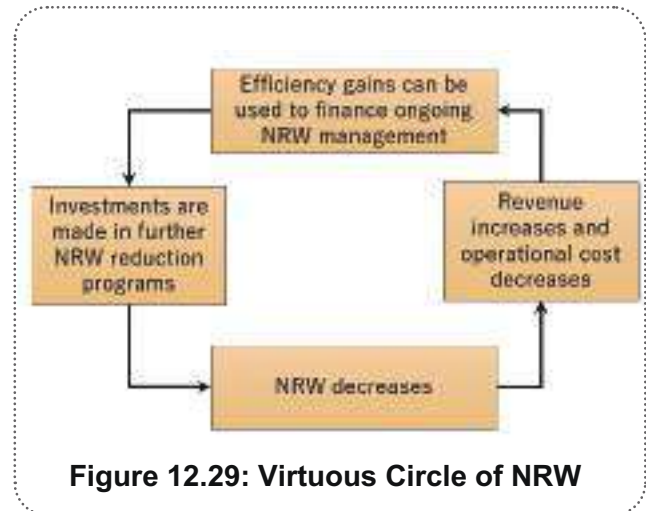 Efficiency gains can be
used to finance ongoing
NRW management
Investments are
made in further
NRW reduction
programs
Revenue
increases and
operational cost
decreases
NRW decreases
Figure 12.29: Virtuous Circle of NRW